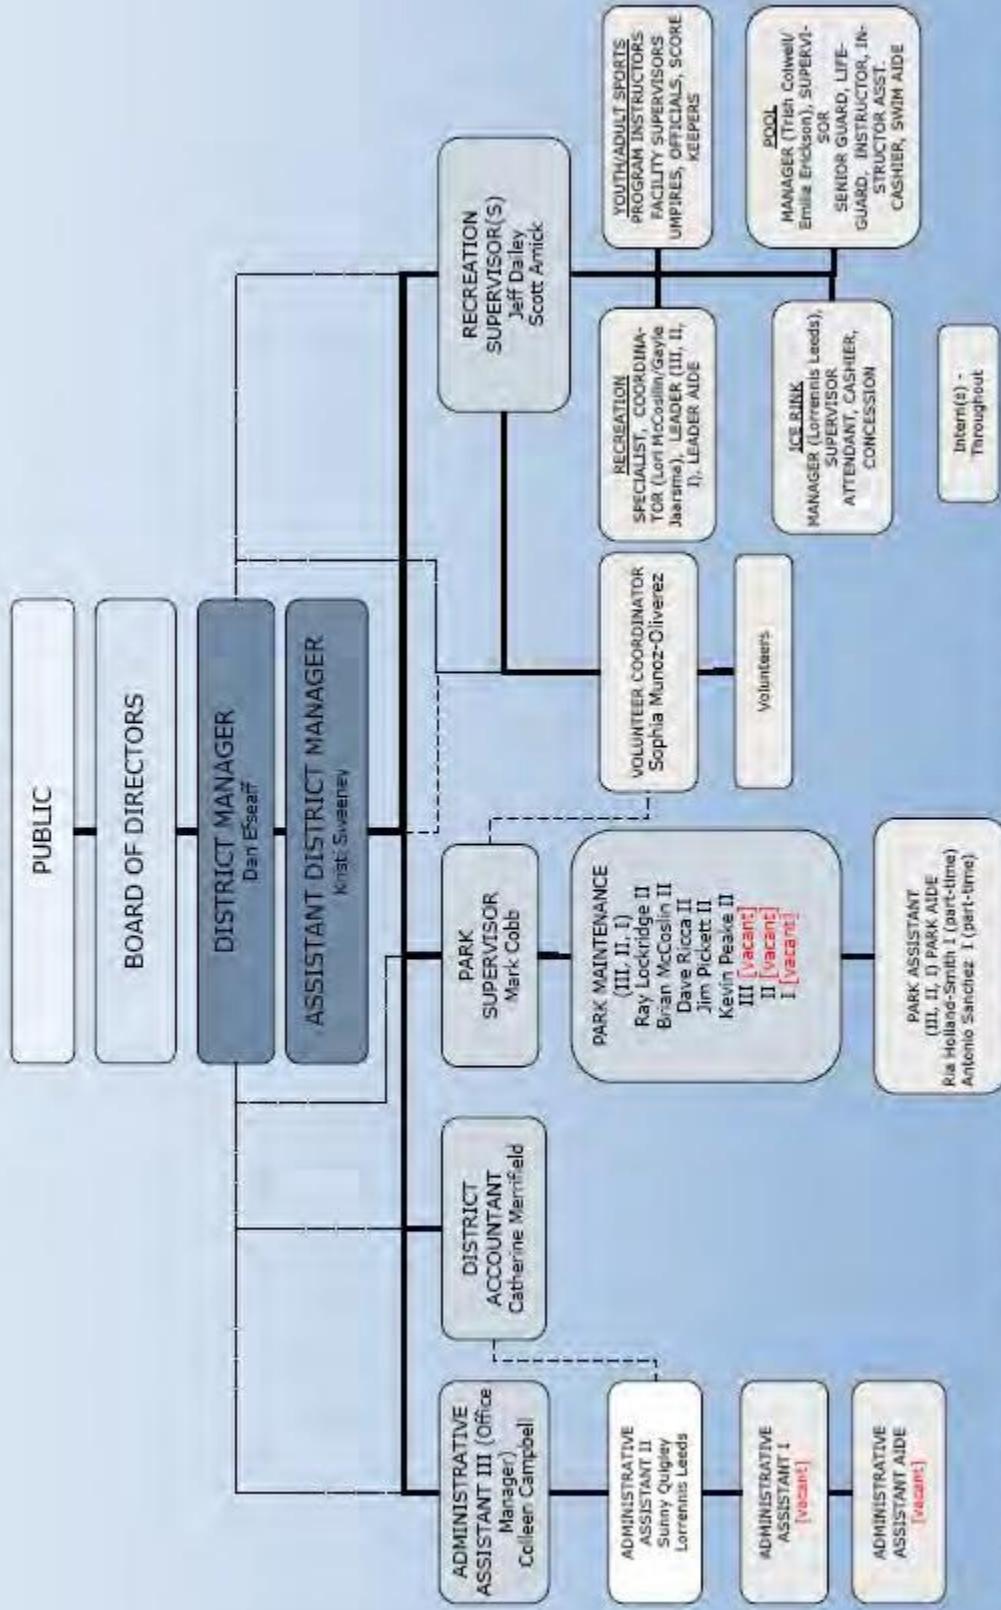 PUBLIC
BOARD OF DIRECTORS
DISTRICT MANAGER
Dan Efseaff
ASSISTANT DISTRICT MANAGER
Kristi Sweeney
ADMINISTRATIVE
ASSISTANT III (Office
Manager)
Colleen Campbell
DISTRICT
ACCOUNTANT
Catherine Merrifield
PARK
SUPERVISOR
Mark Cobb
RECREATION
SUPERVISOR(S)
Jeff Dailey
Scott Amick
ADMINISTRATIVE
ASSISTANT II
Sunny Quigley
Lorrennis Leeds
ADMINISTRATIVE
ASSISTANT I
[vacant]
ADMINISTRATIVE
ASSISTANT AIDE
[vacant]
PARK MAINTENANCE
(III, II, I)
Ray Lockridge II
Brian McCoslin II
Dave Ricca II
Jim Pickett II
Kevin Peake II
III [vacant]
II [vacant]
I [vacant]
PARK ASSISTANT
(III, II, I) PARK AIDE
Ria Holland-Smith I (part-time)
Antonio Sanchez I (part-time)
VOLUNTEER COORDINATOR
Sophia Munoz-Oliverez
Volunteers
RECREATION
SPECIALIST, COORDINA-
TOR (Lori McCoslin/Gayle
Jaarsma), LEADER (III, II,
I), LEADER AIDE
YOUTH/ADULT SPORTS
PROGRAM INSTRUCTORS
FACILITY SUPERVISORS
UMPIRES, OFFICIALS, SCORE
KEEPERS
ICE RINK
MANAGER (Lorrennis Leeds),
SUPERVISOR
ATTENDANT, CASHIER,
CONCESSION
POOL
MANAGER (Trish Colwell/
Emilia Erickson), SUPERVI-
SOR
SENIOR GUARD, LIFE-
GUARD, INSTRUCTOR, IN-
STRUCTOR ASST.
CASHIER, SWIM AIDE
Intern(s) -
Throughout